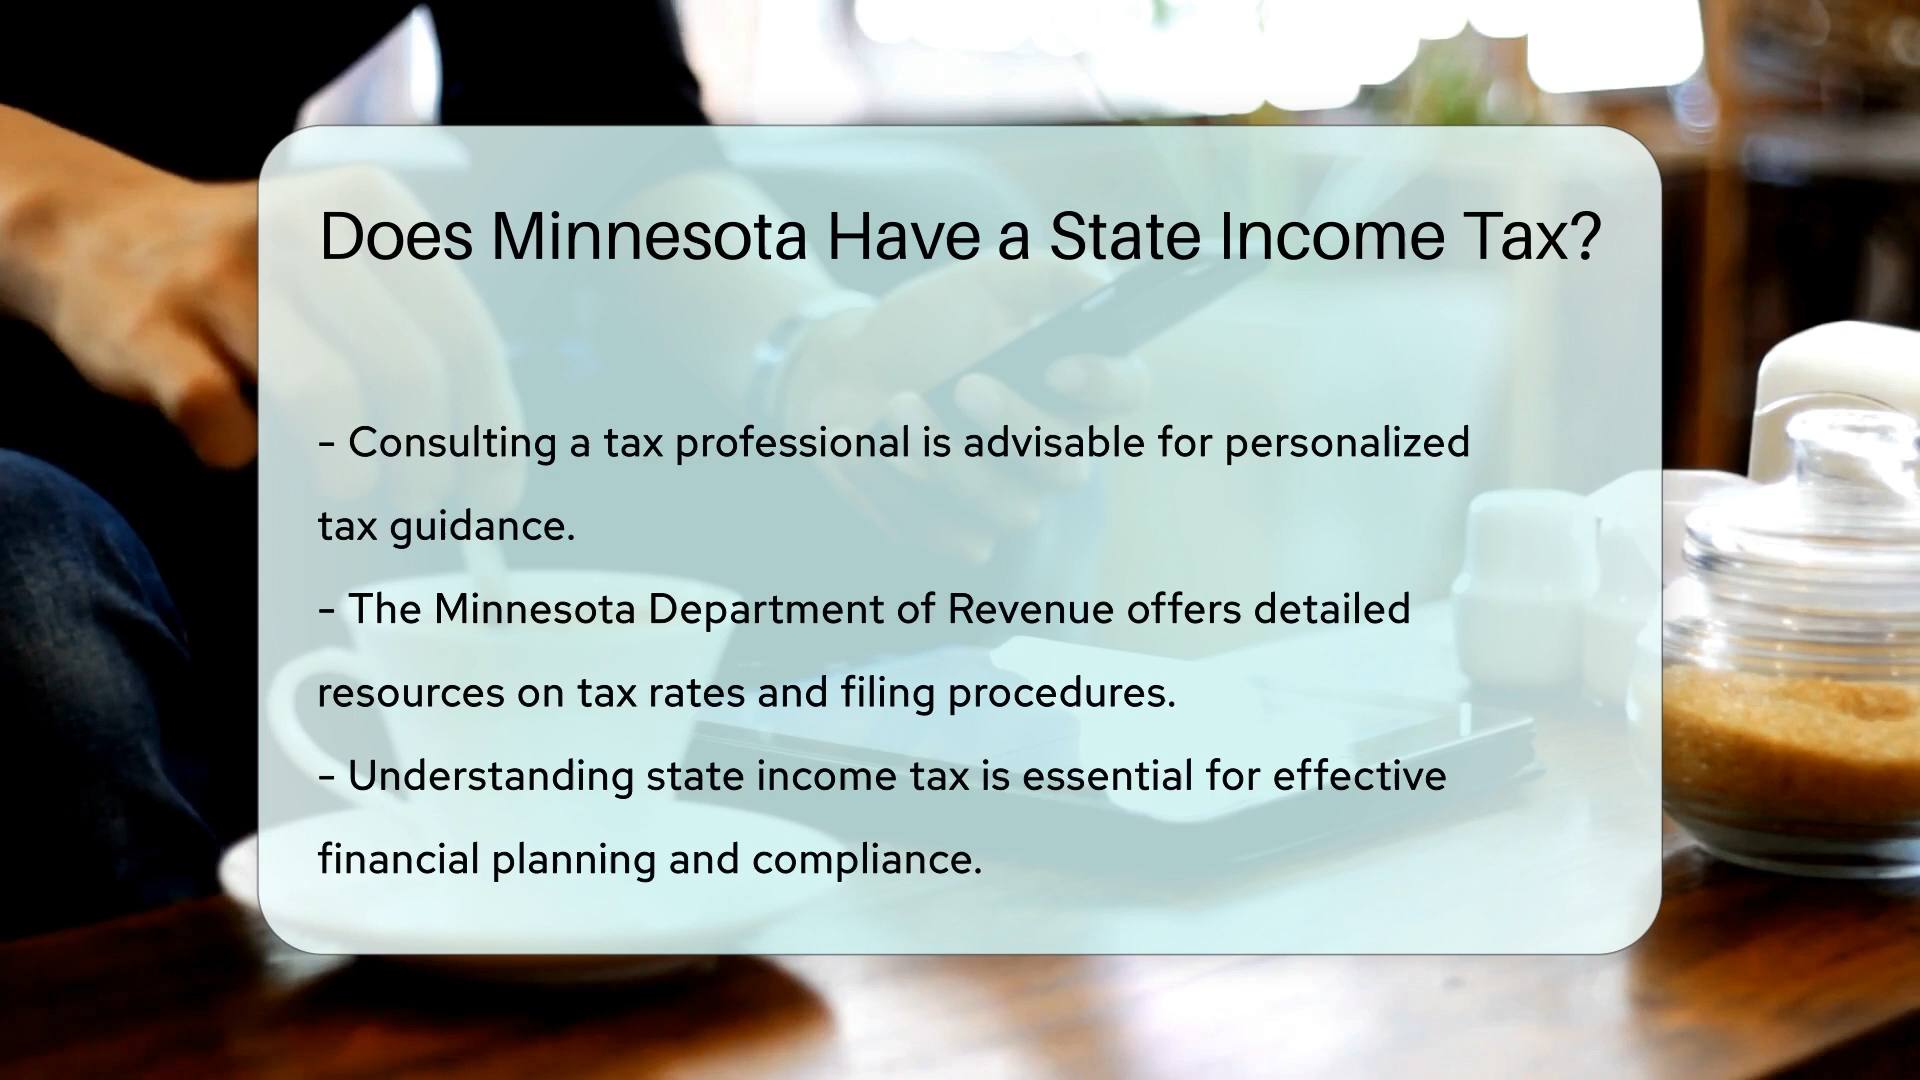 Does Minnesota Have a State Income Tax?
- Consulting a tax professional is advisable for personalized
tax guidance.
- The Minnesota Department of Revenue offers detailed
resources on tax rates and filing procedures.
- Understanding state income tax is essential for effective
financial planning and compliance.